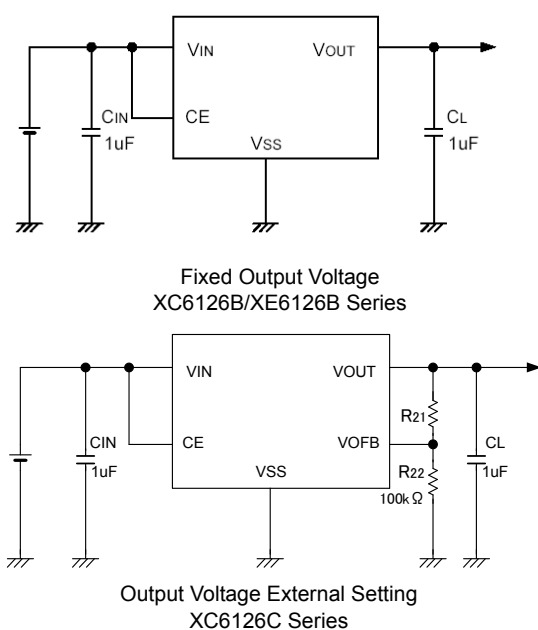 VIN VOUT
CIN CE CL
1uF 1uF
VSS
Fixed Output Voltage
XC6126B/XE6126B Series
VIN VOUT
R21
CIN CE VOFB CL
1uF VSS R22 1uF
100kΩ
Output Voltage External Setting
XC6126C Series